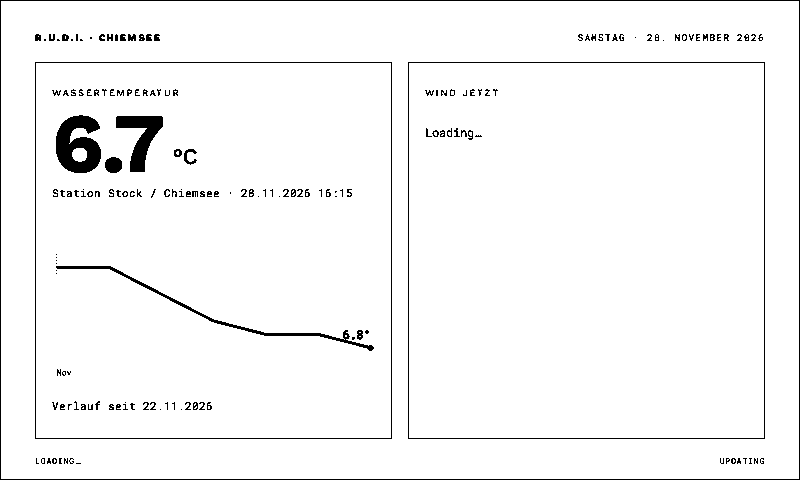 R.U.D.I. · CHIEMSEE
SAMSTAG · 28. NOVEMBER 2026
WASSERTEMPERATUR
6.7 °C
Station Stock / Chiemsee · 28.11.2026 16:15
6.8°
Nov
Verlauf seit 22.11.2026
WIND JETZT
Loading…
LOADING…
UPDATING